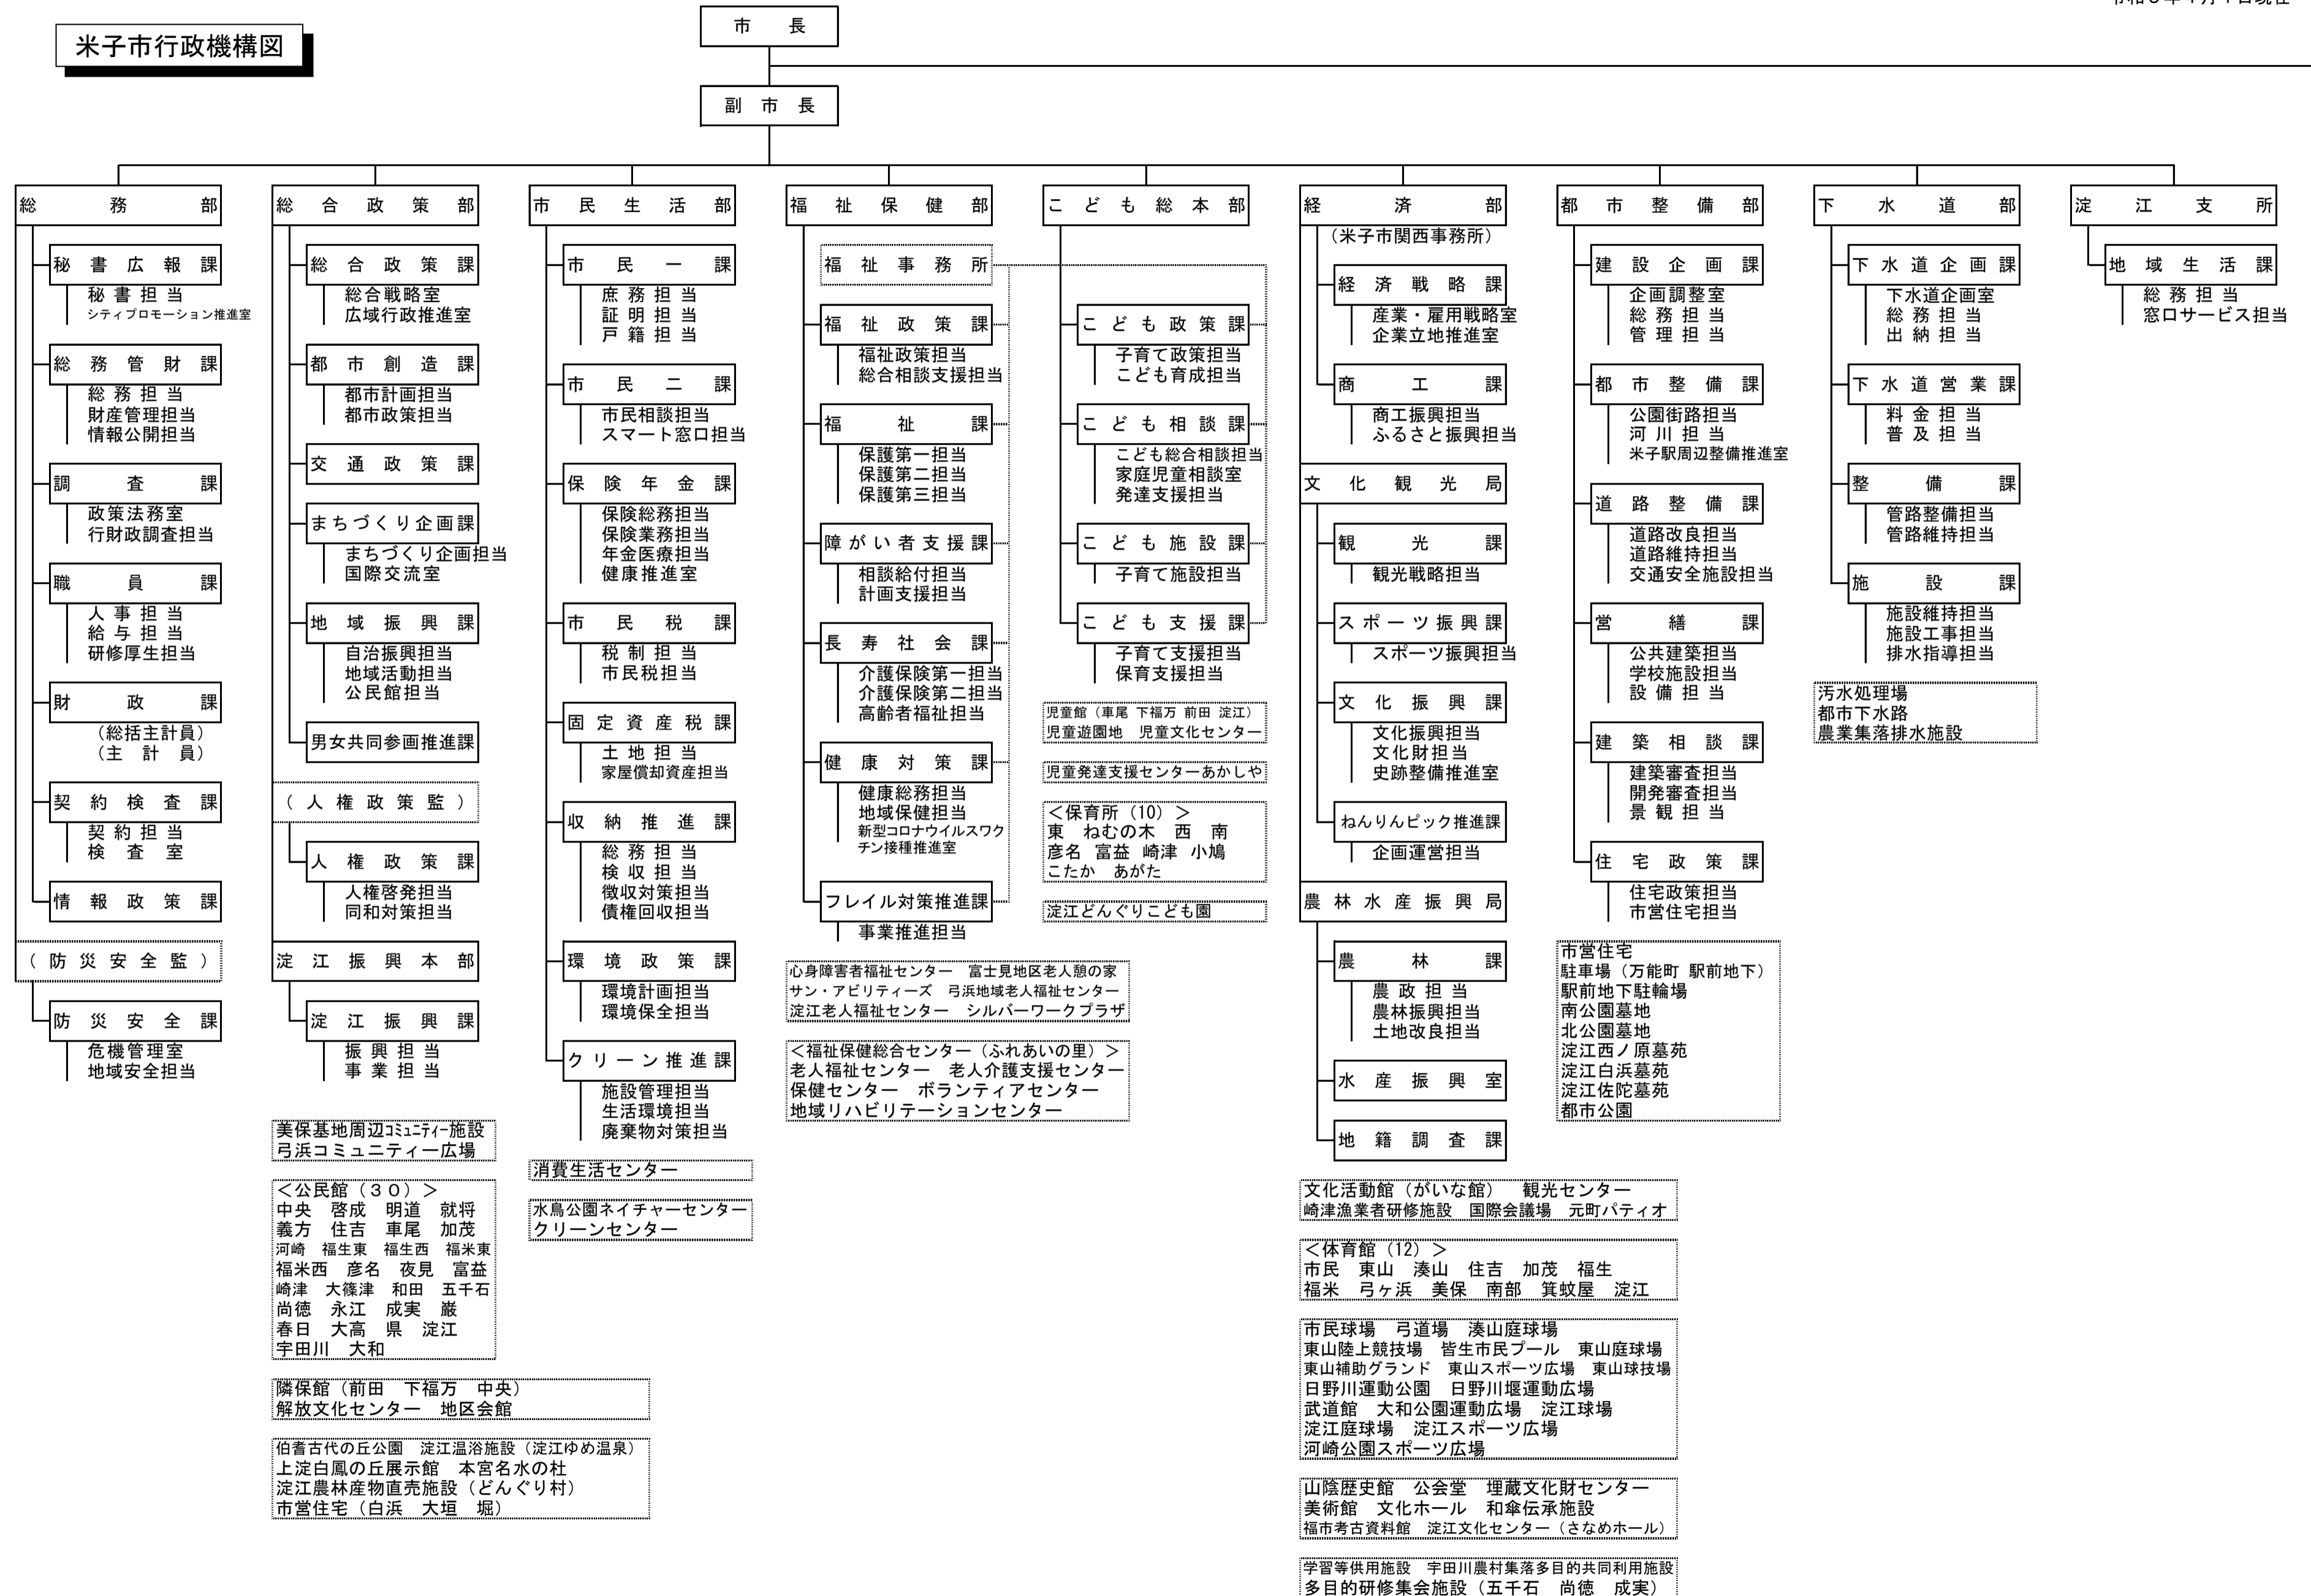 米子市行政機構図
市長
副市長
総務部
秘書広報課
秘書担当
シティプロモーション推進室
総務管財課
総務担当
財産管理担当
情報公開担当
調査課
政策法務室
行財政調査担当
職員課
人事担当
給与担当
研修厚生担当
財政課
（総括主計員）
（主計員）
契約検査課
契約担当
検査室
情報政策課
（防災安全監）
防災安全課
危機管理室
地域安全担当
総合政策部
総合政策課
総合戦略室
広域行政推進室
都市創造課
都市計画担当
都市政策担当
交通政策課
まちづくり企画課
まちづくり企画担当
国際交流室
地域振興課
自治振興担当
地域活動担当
公民館担当
男女共同参画推進課
（人権政策監）
人権政策課
人権啓発担当
同和対策担当
淀江振興本部
淀江振興課
振興担当
事業担当
美保基地周辺コミュニティー施設
弓浜コミュニティー広場
＜公民館（３０）＞
中央　啓成　明道　就将
義方　住吉　車尾　加茂
河崎　福生東　福生西　福米東
福米西　彦名　夜見　富益
崎津　大篠津　和田　五千石
尚徳　永江　成実　巌
春日　大高　県　淀江
宇田川　大和
隣保館（前田　下福万　中央）
解放文化センター　地区会館
伯耆古代の丘公園　淀江温浴施設（淀江ゆめ温泉）
上淀白鳳の丘展示館　本宮名水の杜
淀江農林産物直売施設（どんぐり村）
市営住宅（白浜　大垣　堀）
市民生活部
市民一課
庶務担当
証明担当
戸籍担当
市民二課
市民相談担当
スマート窓口担当
保険年金課
保険総務担当
保険業務担当
年金医療担当
健康推進室
市民税課
税制担当
市民税担当
固定資産税課
土地担当
家屋償却資産担当
収納推進課
総務担当
検収担当
徴収対策担当
債権回収担当
環境政策課
環境計画担当
環境保全担当
クリーン推進課
施設管理担当
生活環境担当
廃棄物対策担当
消費生活センター
水鳥公園ネイチャーセンター
クリーンセンター
福祉保健部
福祉事務所
福祉政策課
福祉政策担当
総合相談支援担当
福祉課
保護第一担当
保護第二担当
保護第三担当
障がい者支援課
相談給付担当
計画支援担当
長寿社会課
介護保険第一担当
介護保険第二担当
高齢者福祉担当
健康対策課
健康総務担当
地域保健担当
新型コロナウイルスワク
チン接種推進室
フレイル対策推進課
事業推進担当
心身障害者福祉センター　富士見地区老人憩の家
サン・アビリティーズ　弓浜地域老人福祉センター
淀江老人福祉センター　シルバーワークプラザ
＜福祉保健総合センター（ふれあいの里）＞
老人福祉センター　老人介護支援センター
保健センター　ボランティアセンター
地域リハビリテーションセンター
こども総本部
こども政策課
子育て政策担当
こども育成担当
こども相談課
こども総合相談担当
家庭児童相談室
発達支援担当
こども施設課
子育て施設担当
こども支援課
子育て支援担当
保育支援担当
児童館（車尾 下福万 前田 淀江）
児童遊園地　児童文化センター
児童発達支援センターあかしや
＜保育所（10）＞
東　ねむの木　西　南
彦名　富益　崎津　小鳩
こたか　あがた
淀江どんぐりこども園
経済部
（米子市関西事務所）
経済戦略課
産業・雇用戦略室
企業立地推進室
商工課
商工振興担当
ふるさと振興担当
文化観光局
観光課
観光戦略担当
スポーツ振興課
スポーツ振興担当
文化振興課
文化振興担当
文化財担当
史跡整備推進室
ねんりんピック推進課
企画運営担当
農林水産振興局
農林課
農政担当
農林振興担当
土地改良担当
水産振興室
地籍調査課
文化活動館（がいな館）　観光センター
崎津漁業者研修施設　国際会議場　元町パティオ
＜体育館（12）＞
市民　東山　湊山　住吉　加茂　福生
福米　弓ヶ浜　美保　南部　箕蚊屋　淀江
市民球場　弓道場　湊山庭球場
東山陸上競技場　皆生市民プール　東山庭球場
東山補助グランド　東山スポーツ広場　東山球技場
日野川運動公園　日野川堰運動広場
武道館　大和公園運動広場　淀江球場
淀江庭球場　淀江スポーツ広場
河崎公園スポーツ広場
山陰歴史館　公会堂　埋蔵文化財センター
美術館　文化ホール　和傘伝承施設
福市考古資料館　淀江文化センター（さなめホール）
学習等供用施設　宇田川農村集落多目的共同利用施設
多目的研修集会施設（五千石　尚徳　成実）
都市整備部
建設企画課
企画調整室
総務担当
管理担当
都市整備課
公園街路担当
河川担当
米子駅周辺整備推進室
道路整備課
道路改良担当
道路維持担当
交通安全施設担当
営繕課
公共建築担当
学校施設担当
設備担当
建築相談課
建築審査担当
開発審査担当
景観担当
住宅政策課
住宅政策担当
市営住宅担当
市営住宅
駐車場（万能町　駅前地下）
駅前地下駐輪場
南公園墓地
北公園墓地
淀江西ノ原墓苑
淀江白浜墓苑
淀江佐陀墓苑
都市公園
下水道部
下水道企画課
下水道企画室
総務担当
出納担当
下水道営業課
料金担当
普及担当
整備課
管路整備担当
管路維持担当
施設課
施設維持担当
施設工事担当
排水指導担当
汚水処理場
都市下水路
農業集落排水施設
淀江支所
地域生活課
総務担当
窓口サービス担当